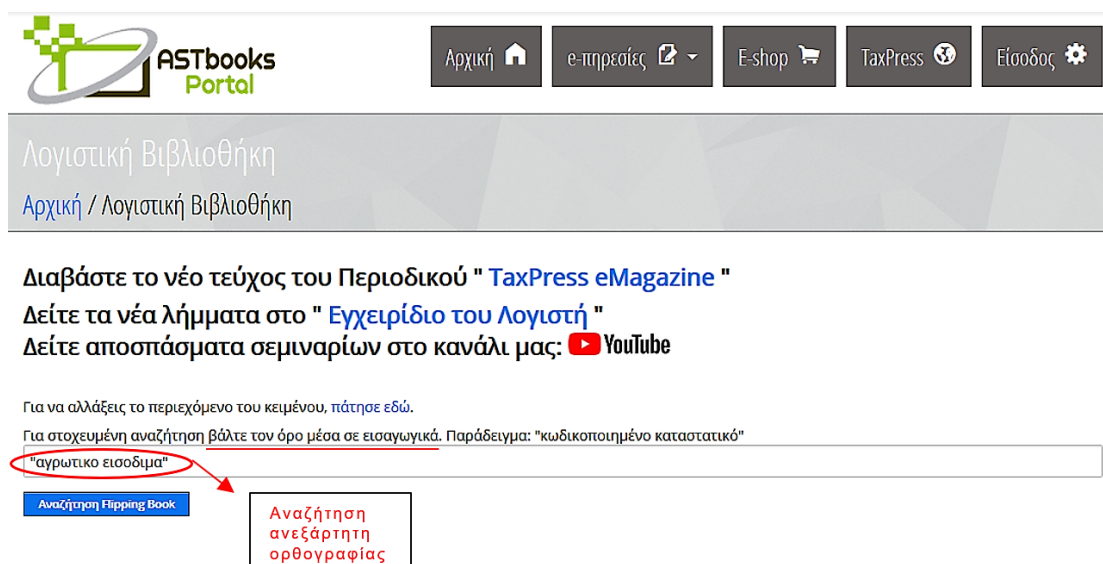 ASTbooks
Portal
Αρχική
e-πηρεσίες
E-shop
TaxPress
Είσοδος
Λογιστική Βιβλιοθήκη
Αρχική / Λογιστική Βιβλιοθήκη
Διαβάστε το νέο τεύχος του Περιοδικού " TaxPress eMagazine "
Δείτε τα νέα λήμματα στο " Εγχειρίδιο του Λογιστή "
Δείτε αποσπάσματα σεμιναρίων στο κανάλι μας: YouTube
Για να αλλάξεις το περιεχόμενο του κειμένου, πάτησε εδώ.
Για στοχευμένη αναζήτηση βάλτε τον όρο μέσα σε εισαγωγικά. Παράδειγμα: "κωδικοποιημένο καταστατικό"
"αγρωτικο εισοδιμα"
Αναζήτηση Flipping Book
Αναζήτηση
ανεξάρτητη
ορθογραφίας